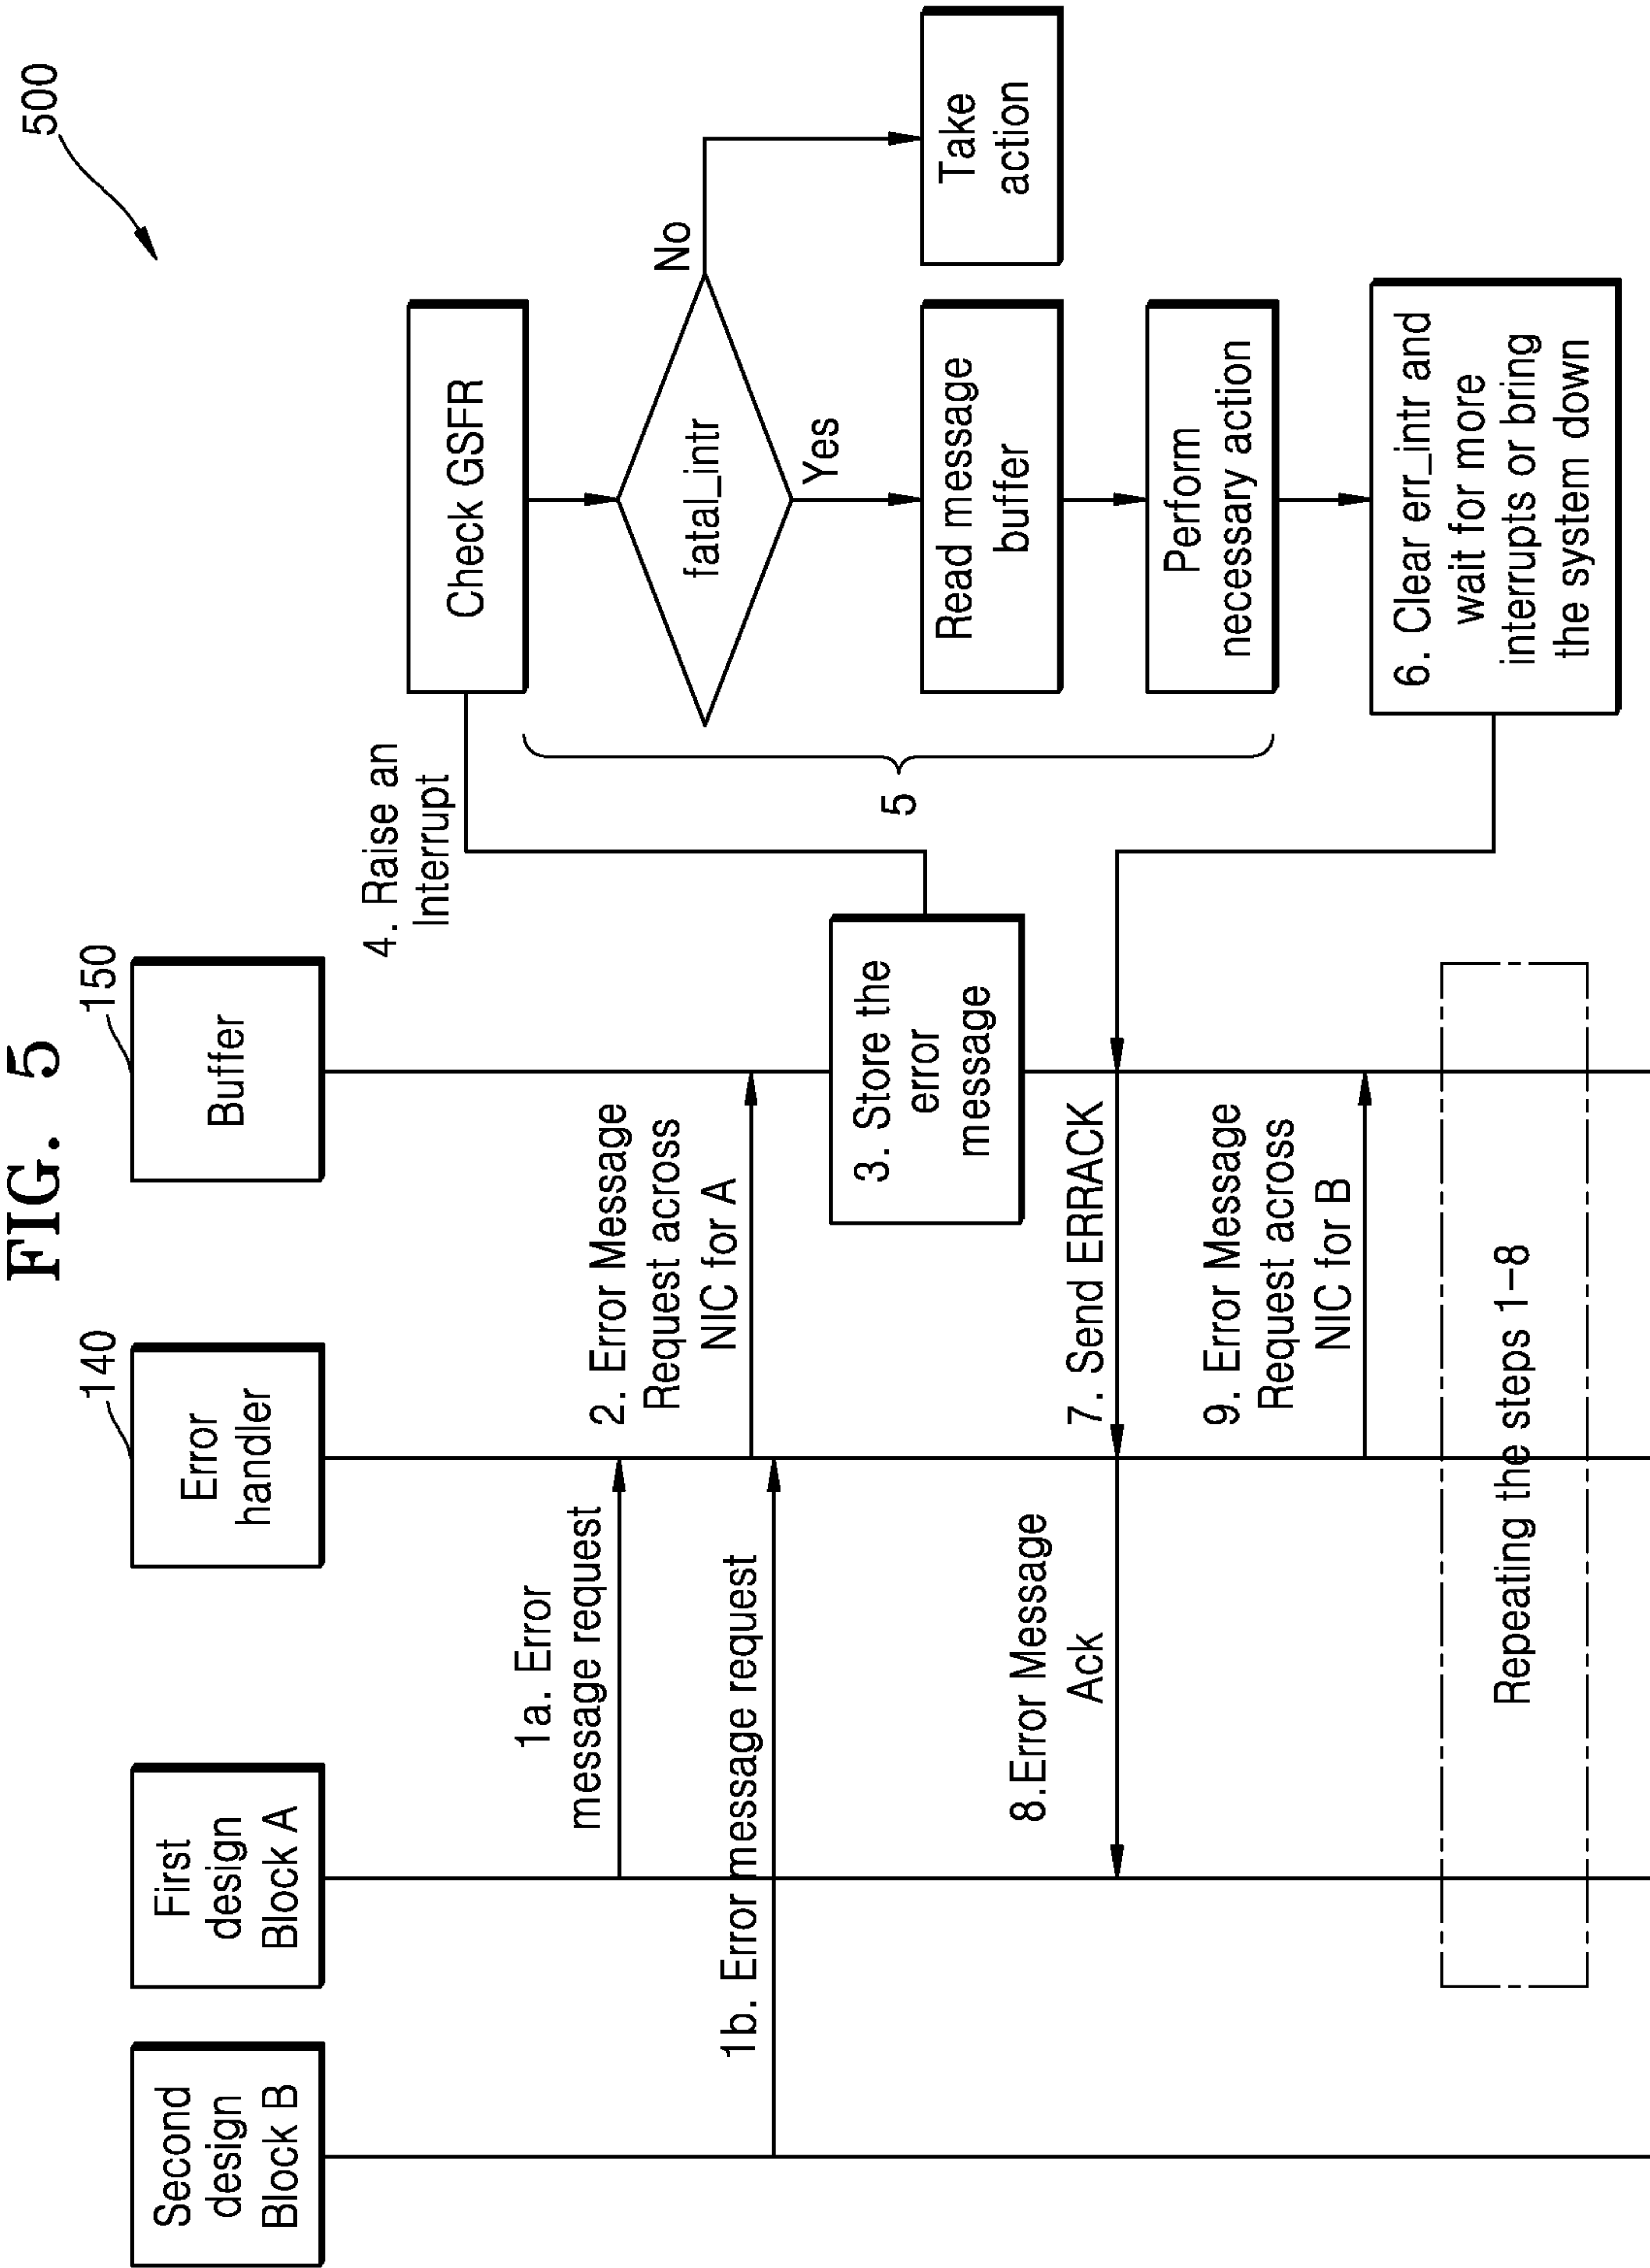 FIG. 5
500
Second
design
Block B
First
design
Block A
140
Error
handler
150
Buffer
1a. Error
message request
1b. Error message request
2. Error Message
Request across
NIC for A
3. Store the
error
message
4. Raise an
Interrupt
Check GSFR
fatal_intr
No
Yes
Take
action
Read message
buffer
Perform
necessary action
5
6. Clear err_intr and
wait for more
interrupts or bring
the system down
7. Send ERRACK
8.Error Message
Ack
9. Error Message
Request across
NIC for B
Repeating the steps 1-8